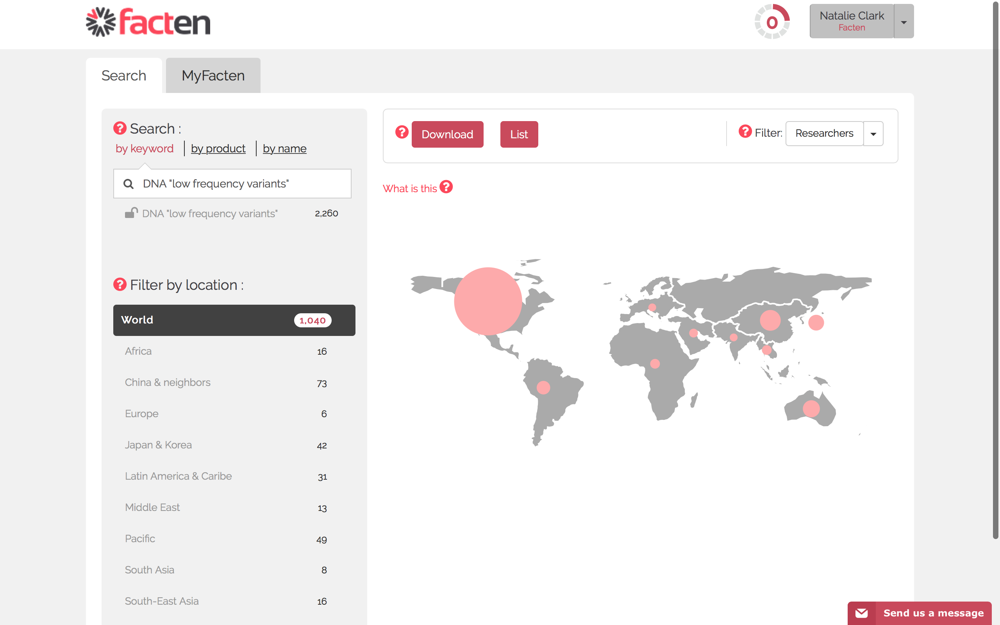 facten
0
Natalie Clark
Facten
Search
MyFacten
Search :
by keyword
by product
by name
DNA "low frequency variants"
DNA "low frequency variants" 2,260
Filter by location :
World 1,040
Africa 16
China & neighbors 73
Europe 6
Japan & Korea 42
Latin America & Caribe 31
Middle East 13
Pacific 49
South Asia 8
South-East Asia 16
Download
List
Filter: Researchers
What is this
Send us a message